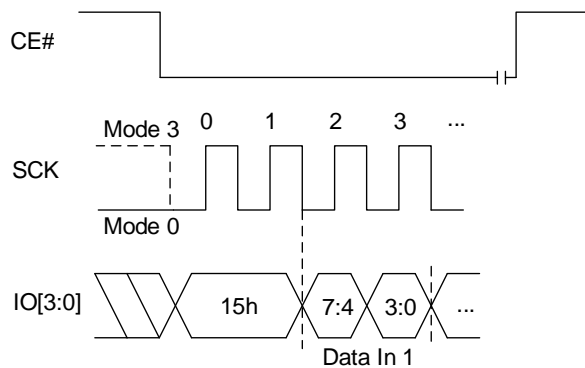 CE#
Mode 3 0 1 2 3 ...
SCK
Mode 0
IO[3:0] 15h 7:4 3:0 ...
Data In 1